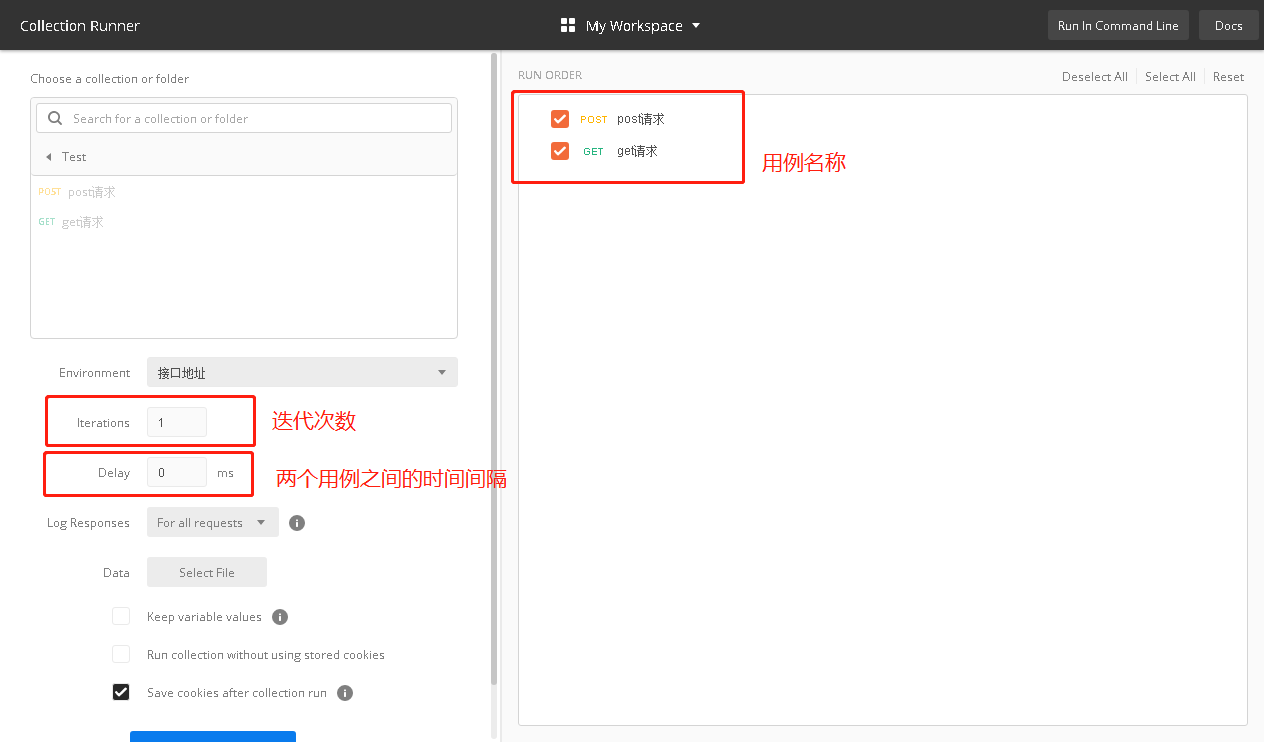 Collection Runner
My Workspace
Run In Command Line
Docs
Choose a collection or folder
Search for a collection or folder
Test
POST post请求
GET get请求
Environment 接口地址
Iterations 1
迭代次数
Delay 0 ms
两个用例之间的时间间隔
Log Responses For all requests
Data Select File
Keep variable values
Run collection without using stored cookies
Save cookies after collection run
RUN ORDER
Deselect All
Select All
Reset
POST post请求
GET get请求
用例名称